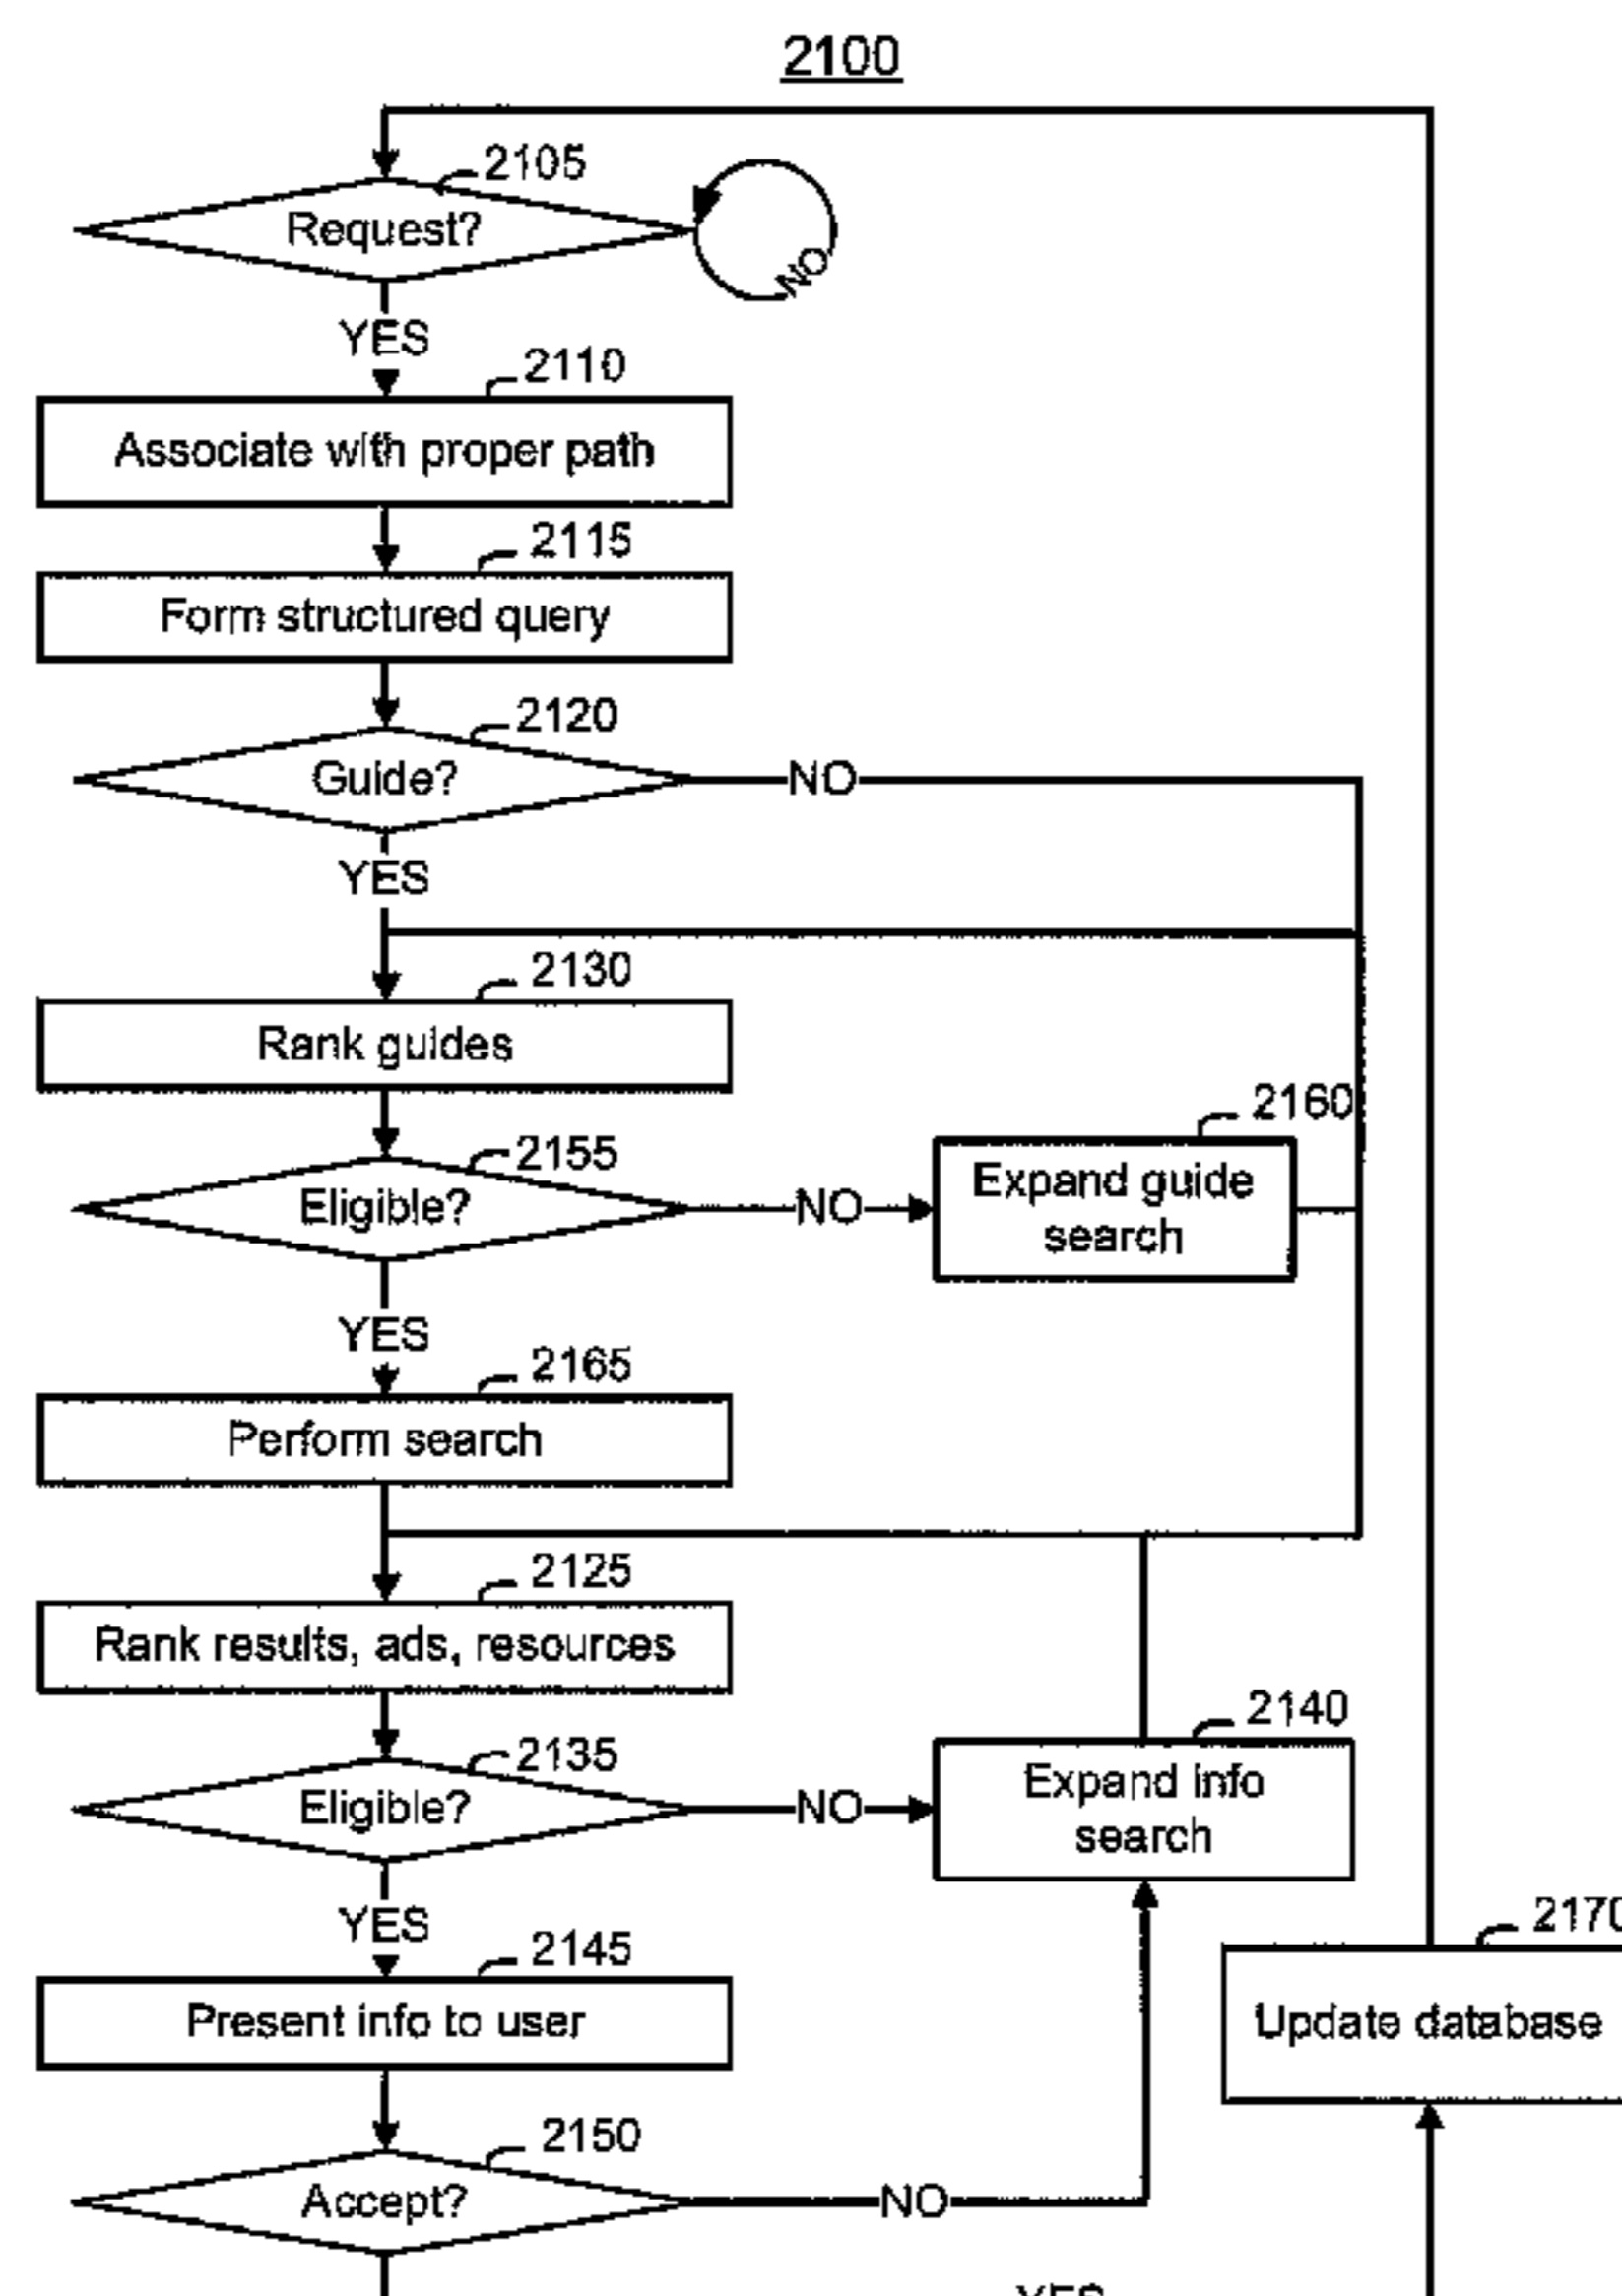 2100
2105
Request?
NO
YES
2110
Associate with proper path
2115
Form structured query
2120
Guide?
NO
YES
2130
Rank guides
2160
2155
Expand guide
search
Eligible?
NO
YES
2165
Perform search
2125
Rank results, ads, resources
2140
2135
Expand info
search
Eligible?
NO
YES
2170
2145
Present info to user
Update database
2150
Accept?
NO
YES